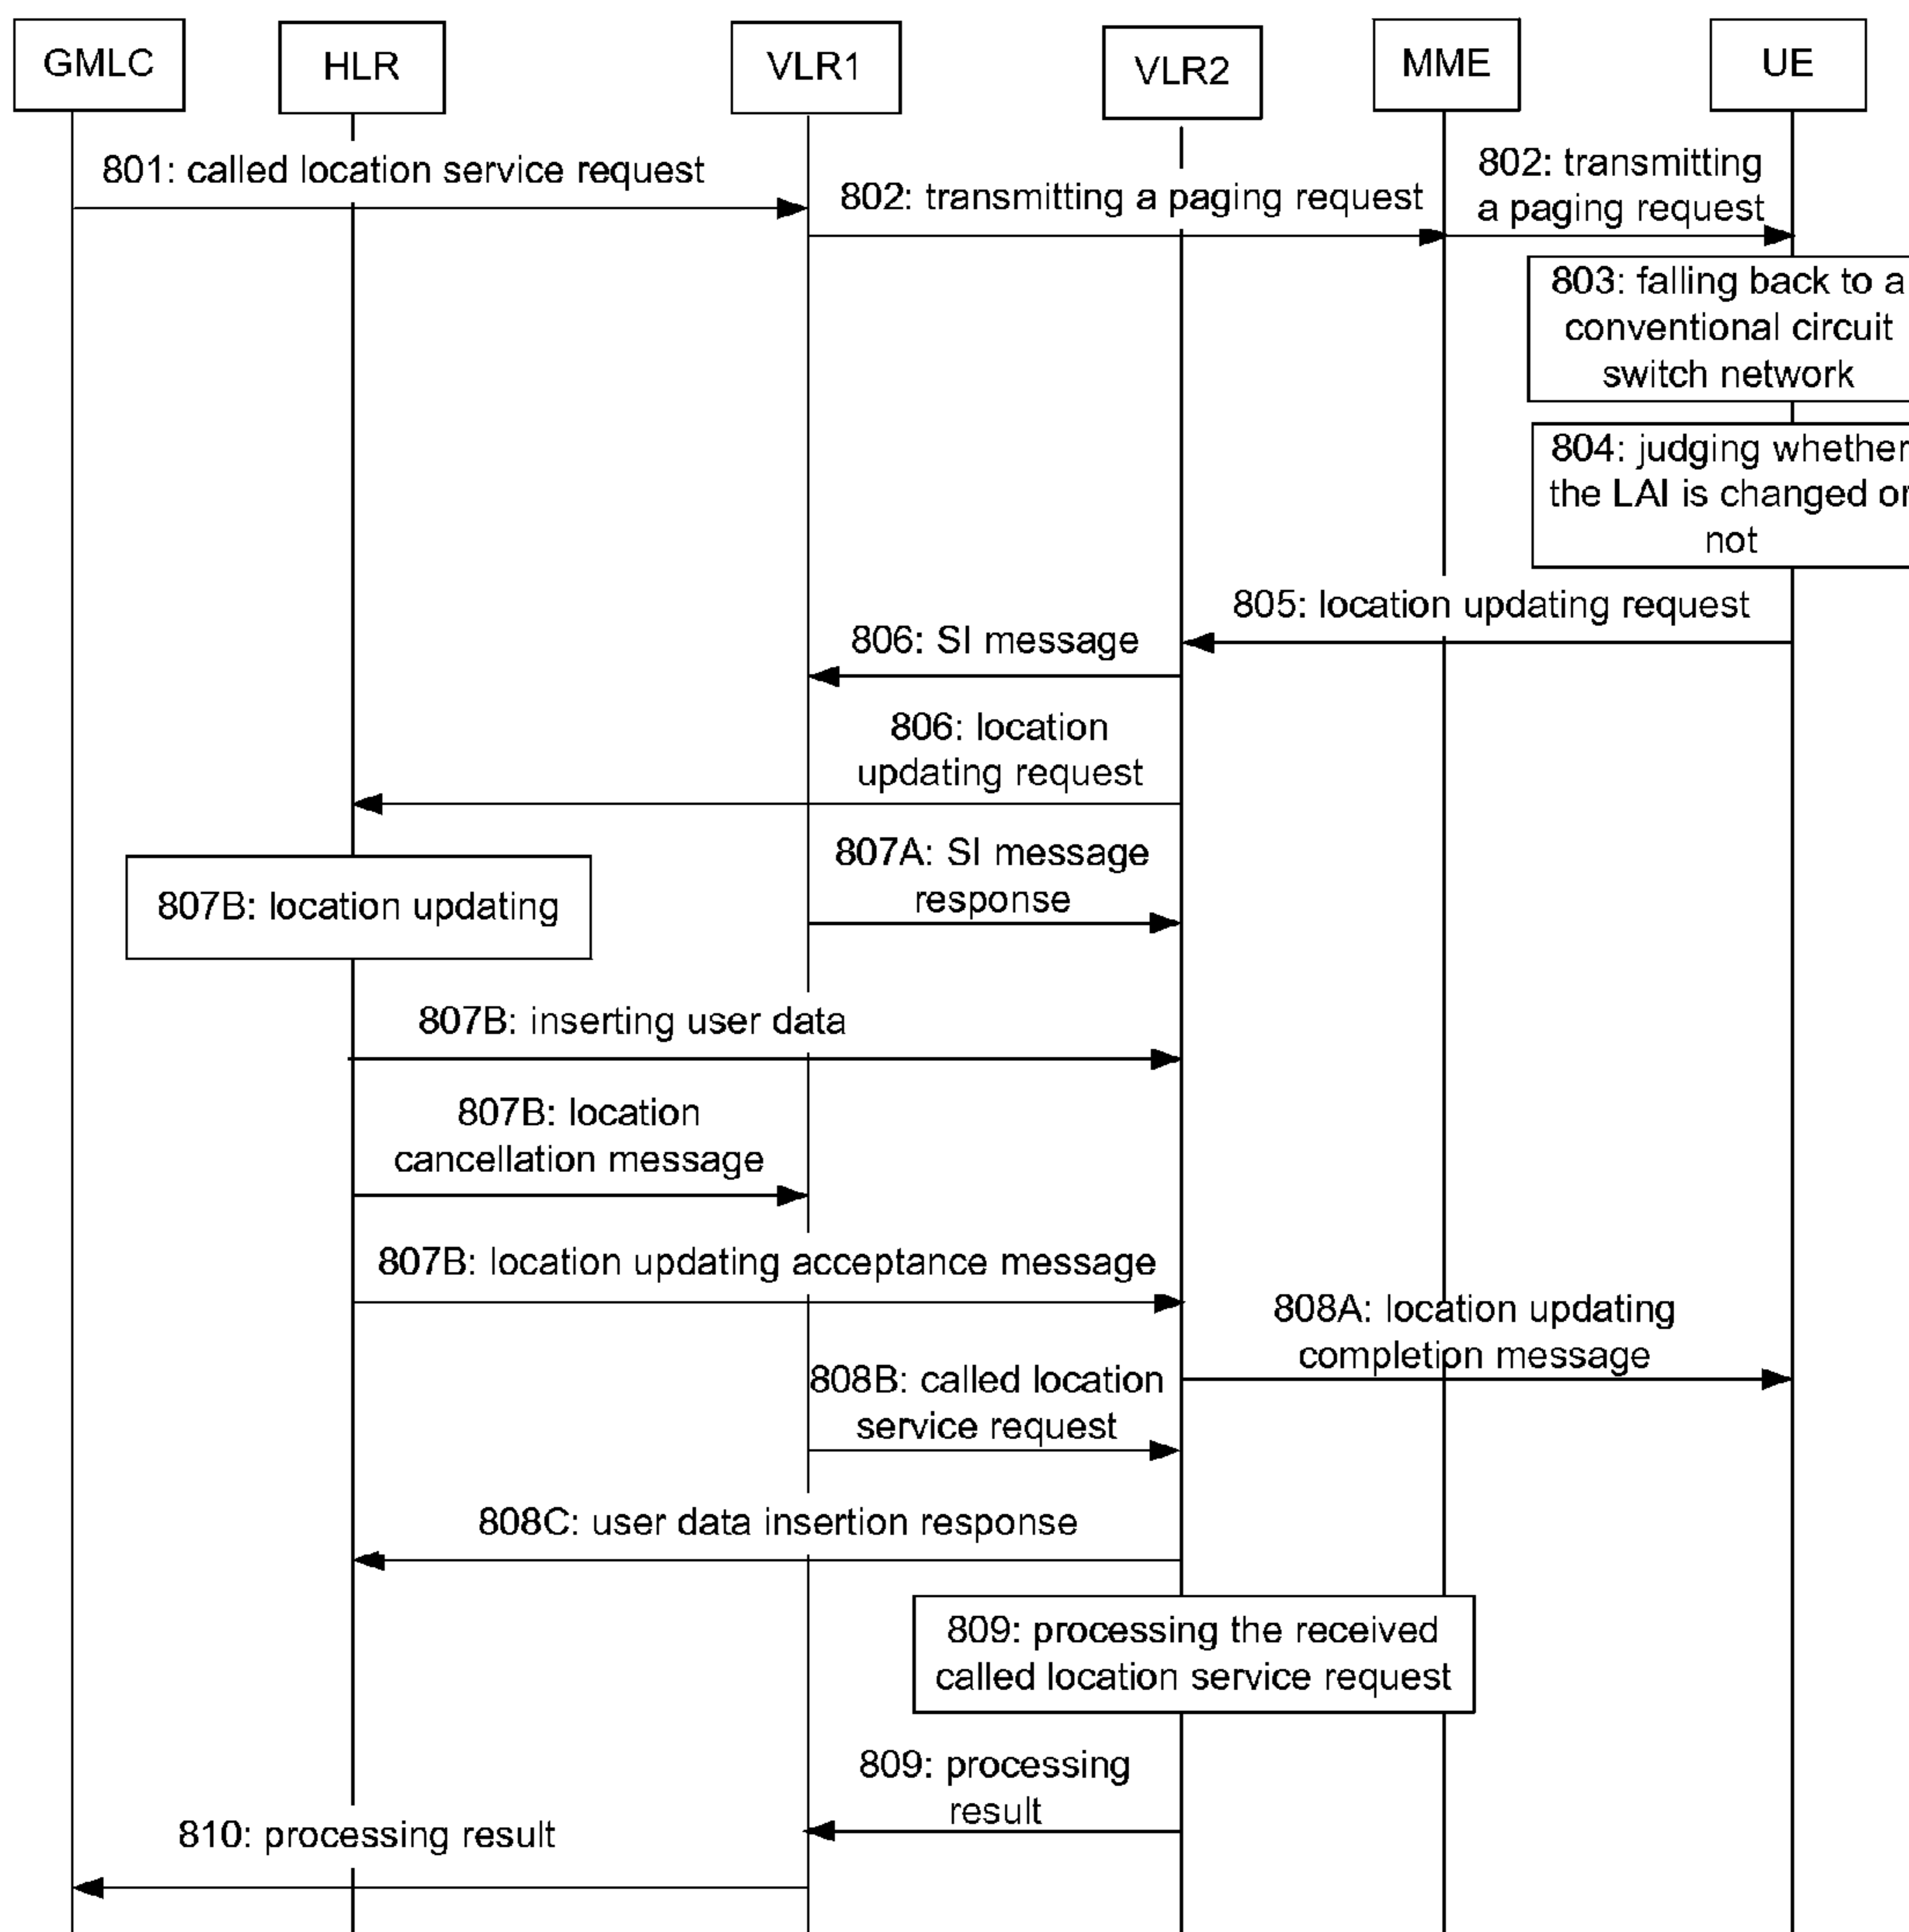 GMLC
HLR
VLR1
VLR2
MME
UE
801: called location service request
802: transmitting a paging request
802: transmitting
a paging request
803: falling back to a
conventional circuit
switch network
804: judging whether
the LAI is changed or
not
805: location updating request
806: SI message
806: location
updating request
807A: SI message
response
807B: location updating
807B: inserting user data
807B: location
cancellation message
807B: location updating acceptance message
808A: location updating
completion message
808B: called location
service request
808C: user data insertion response
809: processing the received
called location service request
809: processing
result
810: processing result